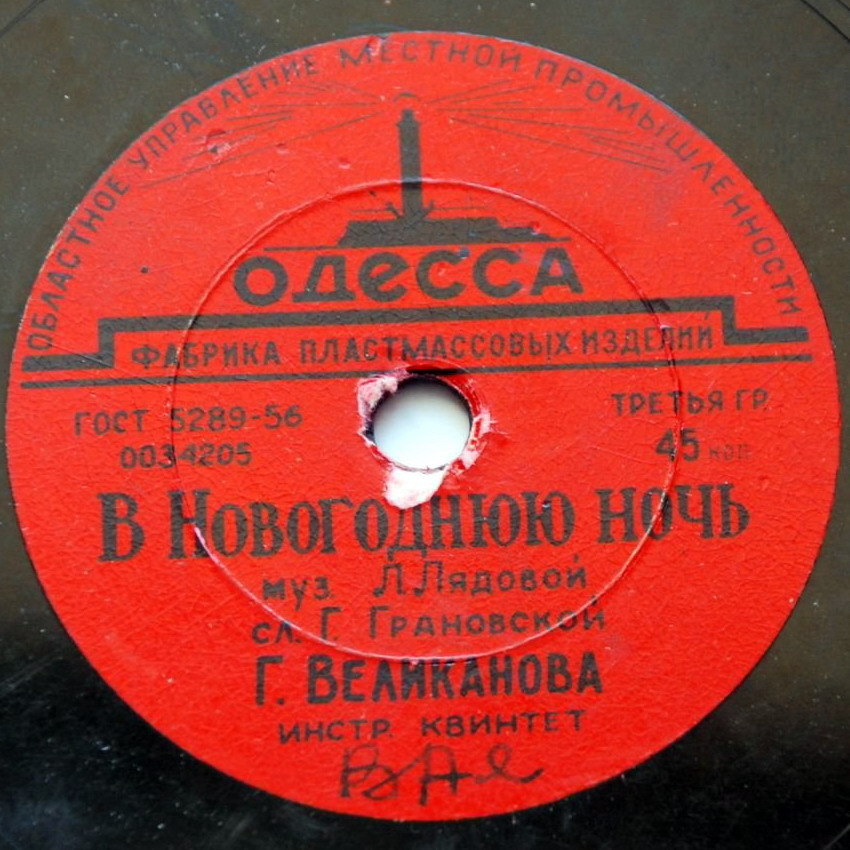 ОБЛАСТНОЕ УПРАВЛЕНИЕ МЕСТНОЙ ПРОМЫШЛЕННОСТИ
ОДЕССА
ФАБРИКА ПЛАСТМАССОВЫХ ИЗДЕЛИЙ
ГОСТ 5289-56
ТРЕТЬЯ ГР.
0034205
45 коп
В НОВОГОДНЮЮ НОЧЬ
муз. Л. Лядовой
сл. Г. Грановской
Г. ВЕЛИКАНОВА
ИНСТР. КВИНТЕТ